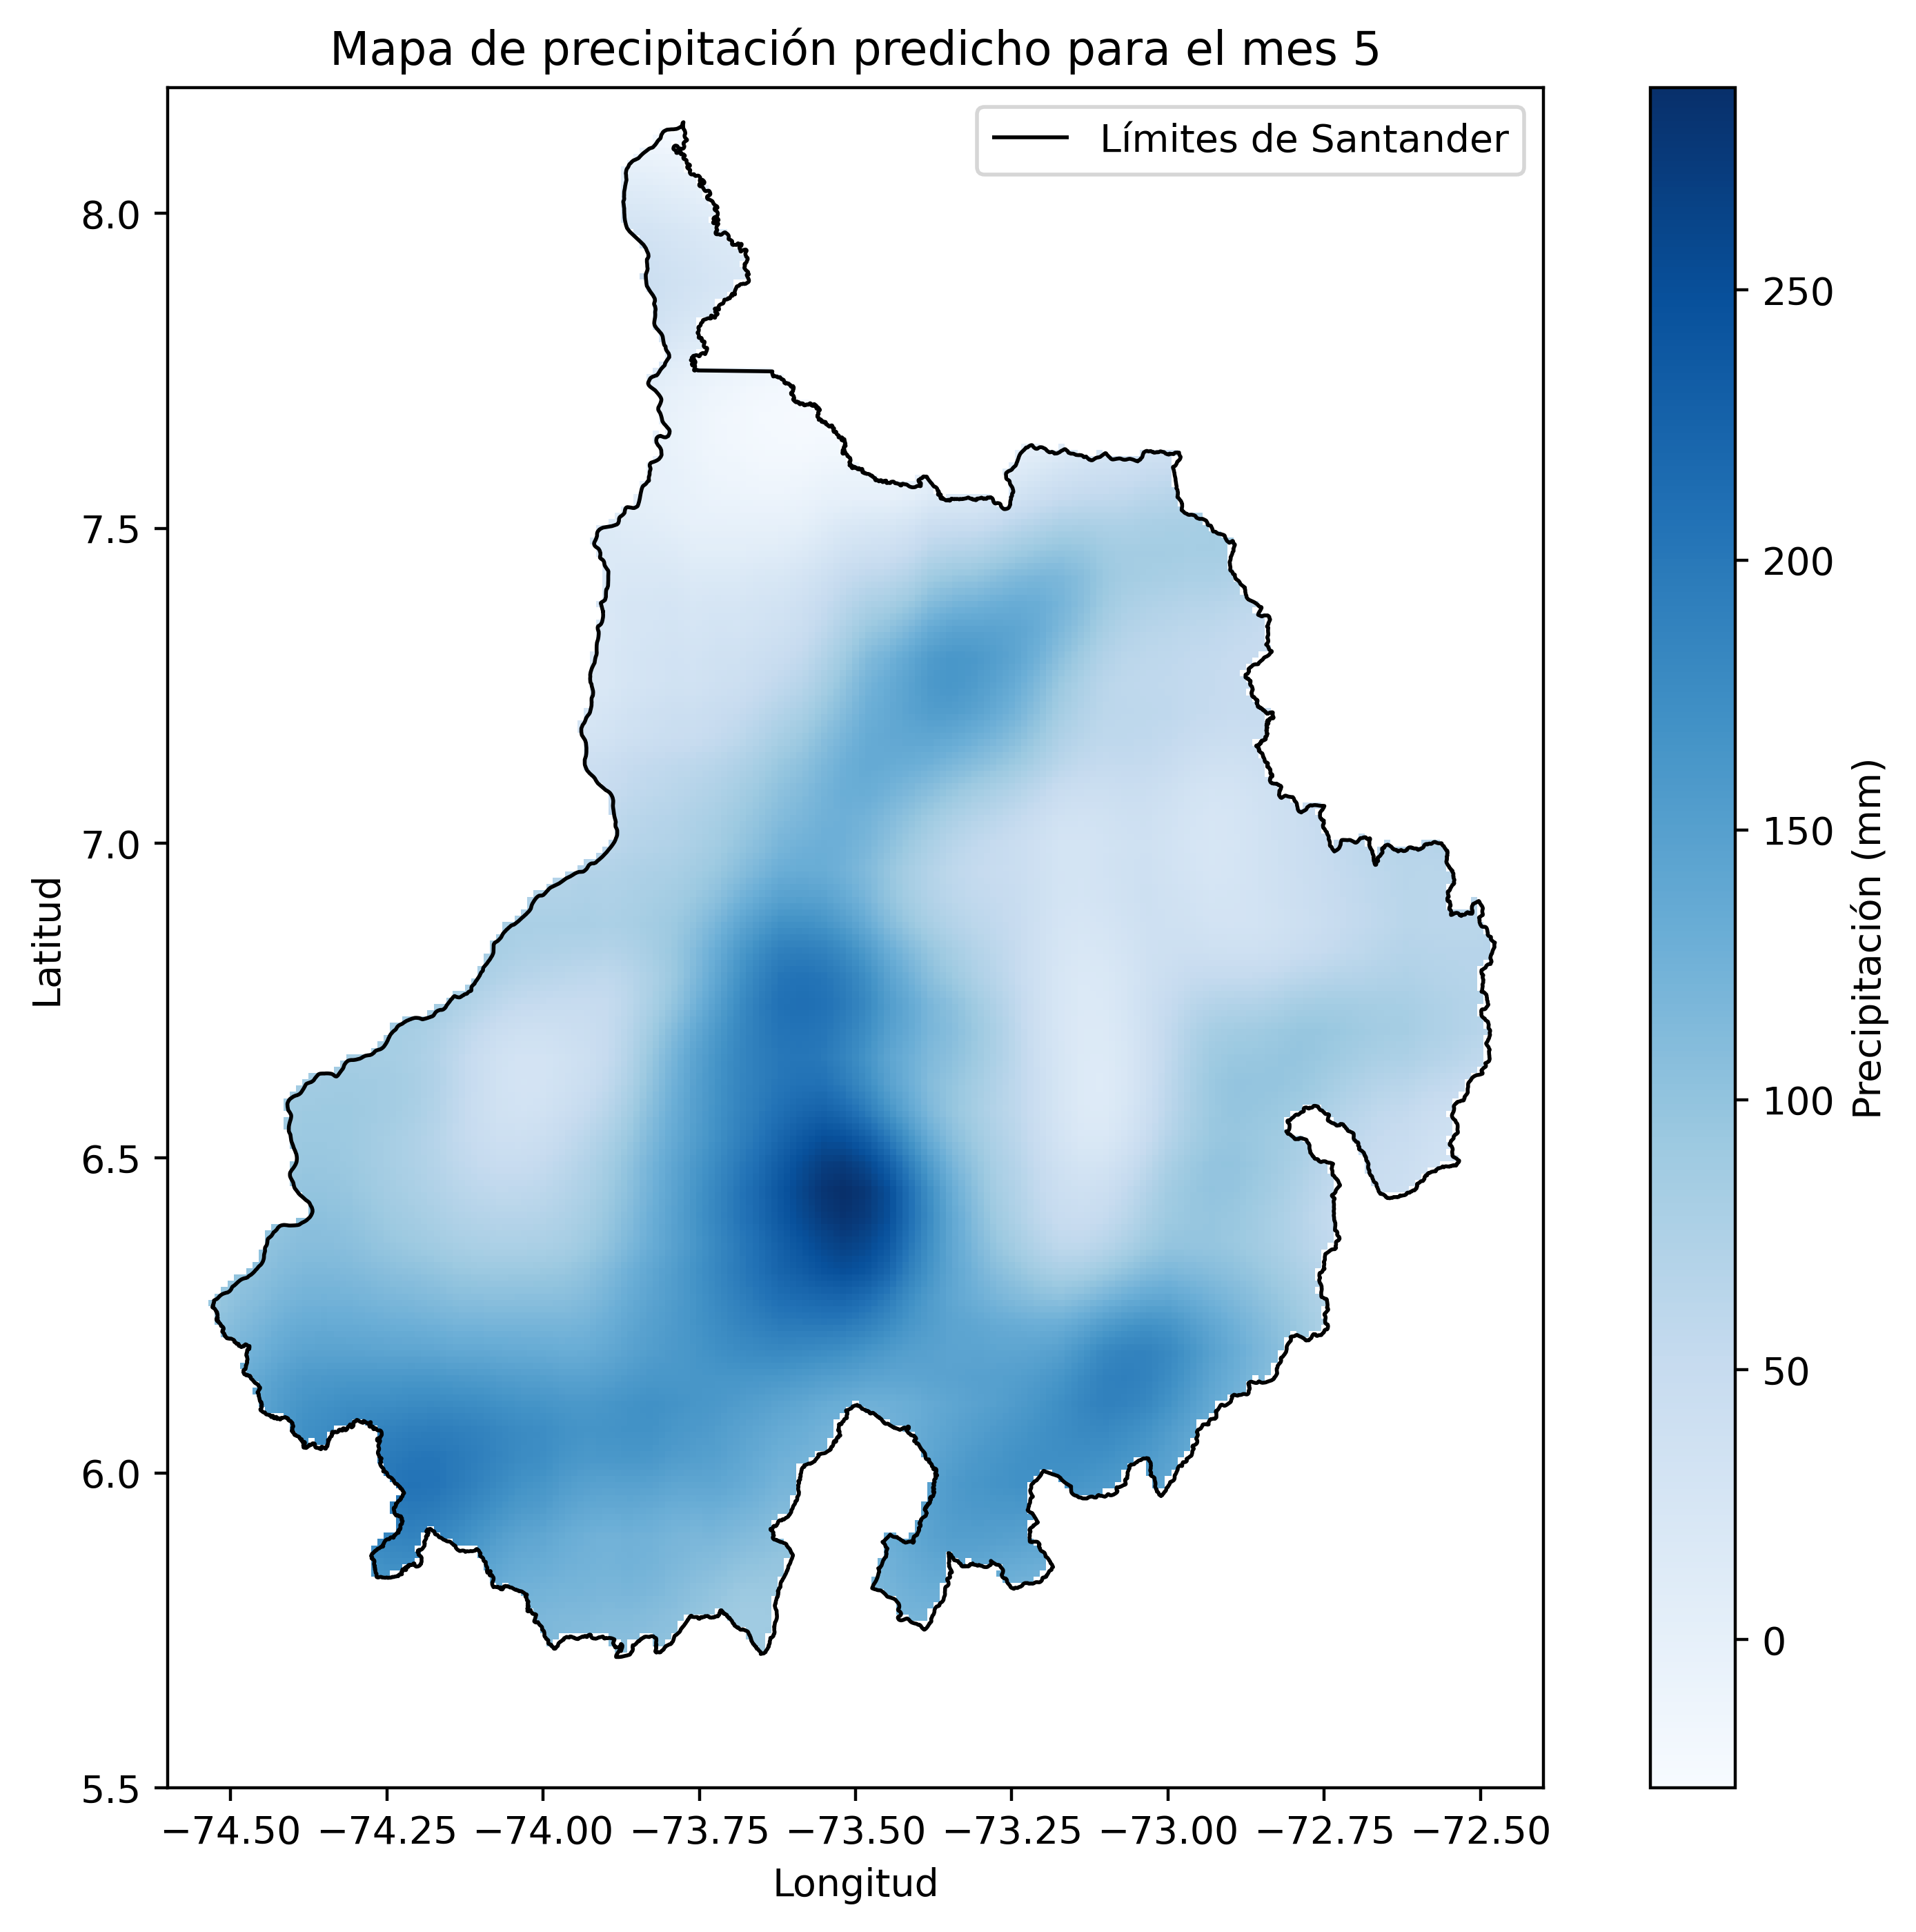 Mapa de precipitación predicho para el mes 5
Límites de Santander
8.0
7.5
7.0
6.5
6.0
5.5
Latitud
−74.50 −74.25 −74.00 −73.75 −73.50 −73.25 −73.00 −72.75 −72.50
Longitud
250
200
150
100
50
0
Precipitación (mm)